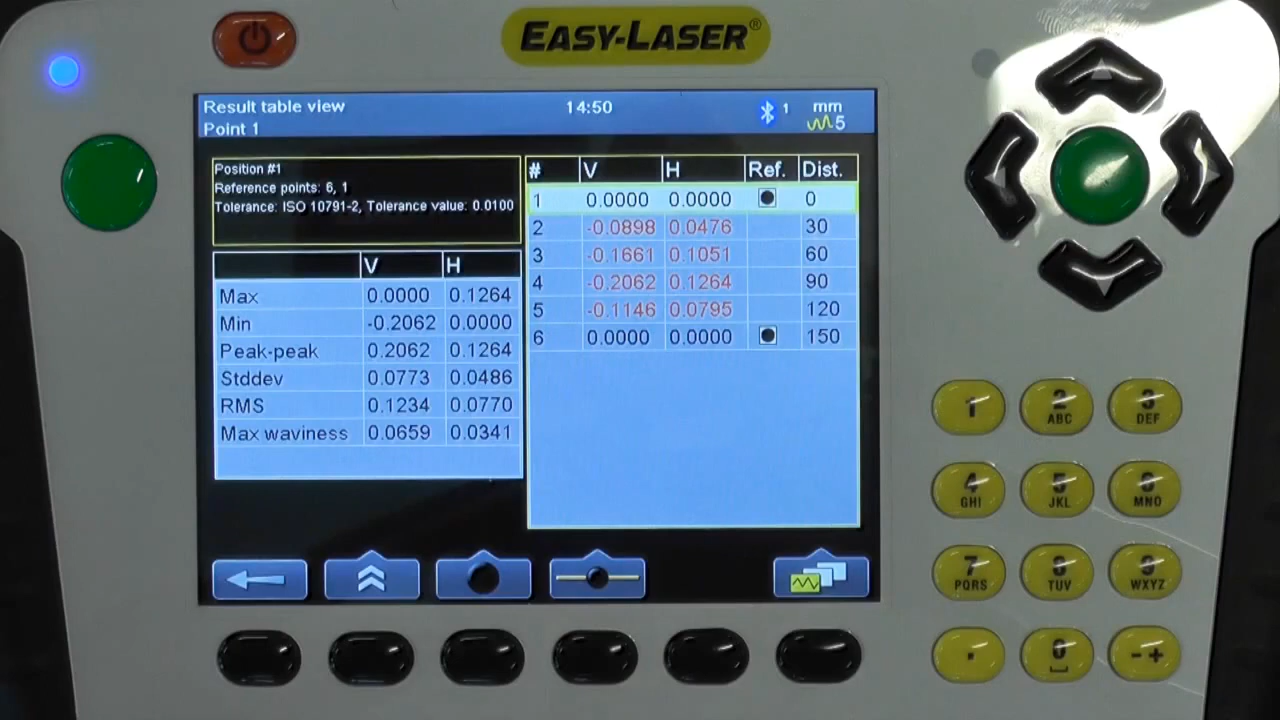 EASY-LASER®
Result table view 14:50 1 mm
Point 1 5
Position #1
Reference points: 6, 1
Tolerance: ISO 10791-2, Tolerance value: 0.0100
V H
Max 0.0000 0.1264
Min -0.2062 0.0000
Peak-peak 0.2062 0.1264
Stddev 0.0773 0.0486
RMS 0.1234 0.0770
Max waviness 0.0659 0.0341
# V H Ref. Dist.
1 0.0000 0.0000 0
2 -0.0898 0.0476 30
3 -0.1661 0.1051 60
4 -0.2062 0.1264 90
5 -0.1146 0.0795 120
6 0.0000 0.0000 150
1
2 ABC
3 DEF
4 GHI
5 JKL
6 MNO
7 PQRS
8 TUV
9 WXYZ
.
0
-+